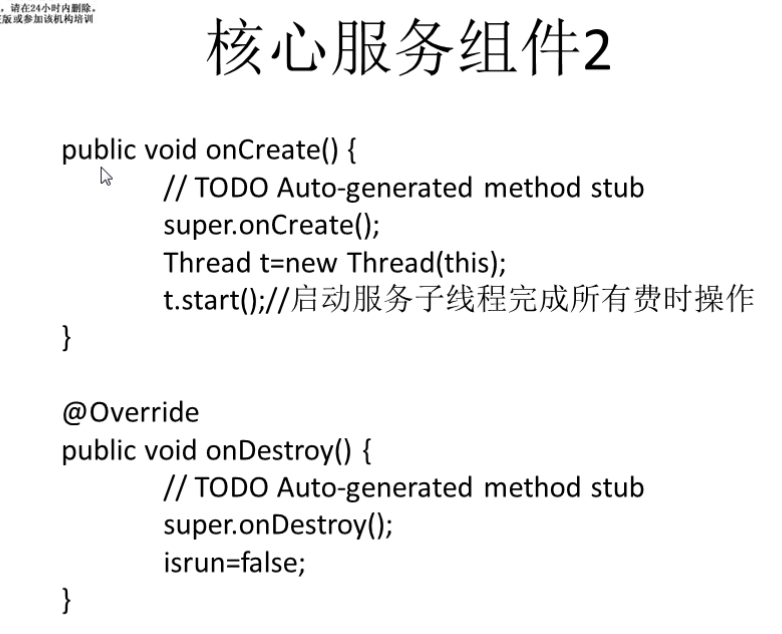 ，请在24小时内删除。
版或参加该机构培训
核心服务组件2
public void onCreate() {
// TODO Auto-generated method stub
super.onCreate();
Thread t=new Thread(this);
t.start();//启动服务子线程完成所有费时操作
}
@Override
public void onDestroy() {
// TODO Auto-generated method stub
super.onDestroy();
isrun=false;
}